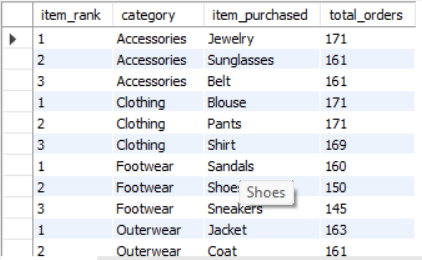 item_rank category item_purchased total_orders
1 Accessories Jewelry 171
2 Accessories Sunglasses 161
3 Accessories Belt 161
1 Clothing Blouse 171
2 Clothing Pants 171
3 Clothing Shirt 169
1 Footwear Sandals 160
2 Footwear Shoes 150
Shoes
3 Footwear Sneakers 145
1 Outerwear Jacket 163
2 Outerwear Coat 161